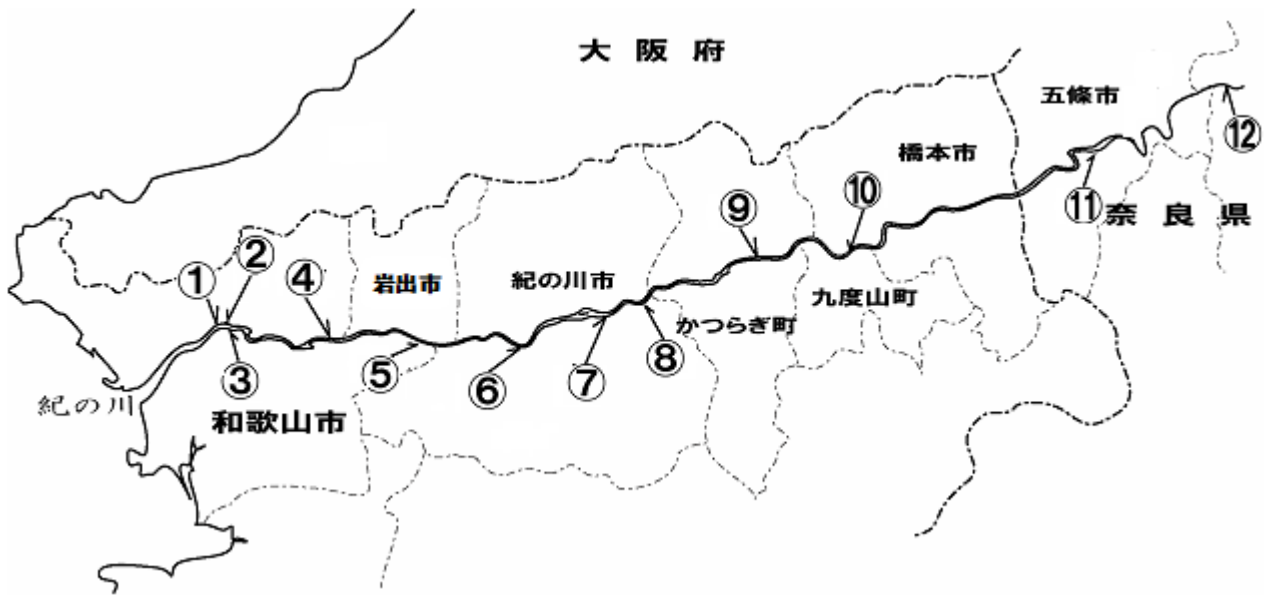 大 阪 府
五條市
⑫
橋本市
⑨
⑩
⑪
奈 良 県
①
②
④
岩出市
紀の川市
九度山町
かつらぎ町
③
⑤
⑥
⑦
⑧
紀の川
和歌山市